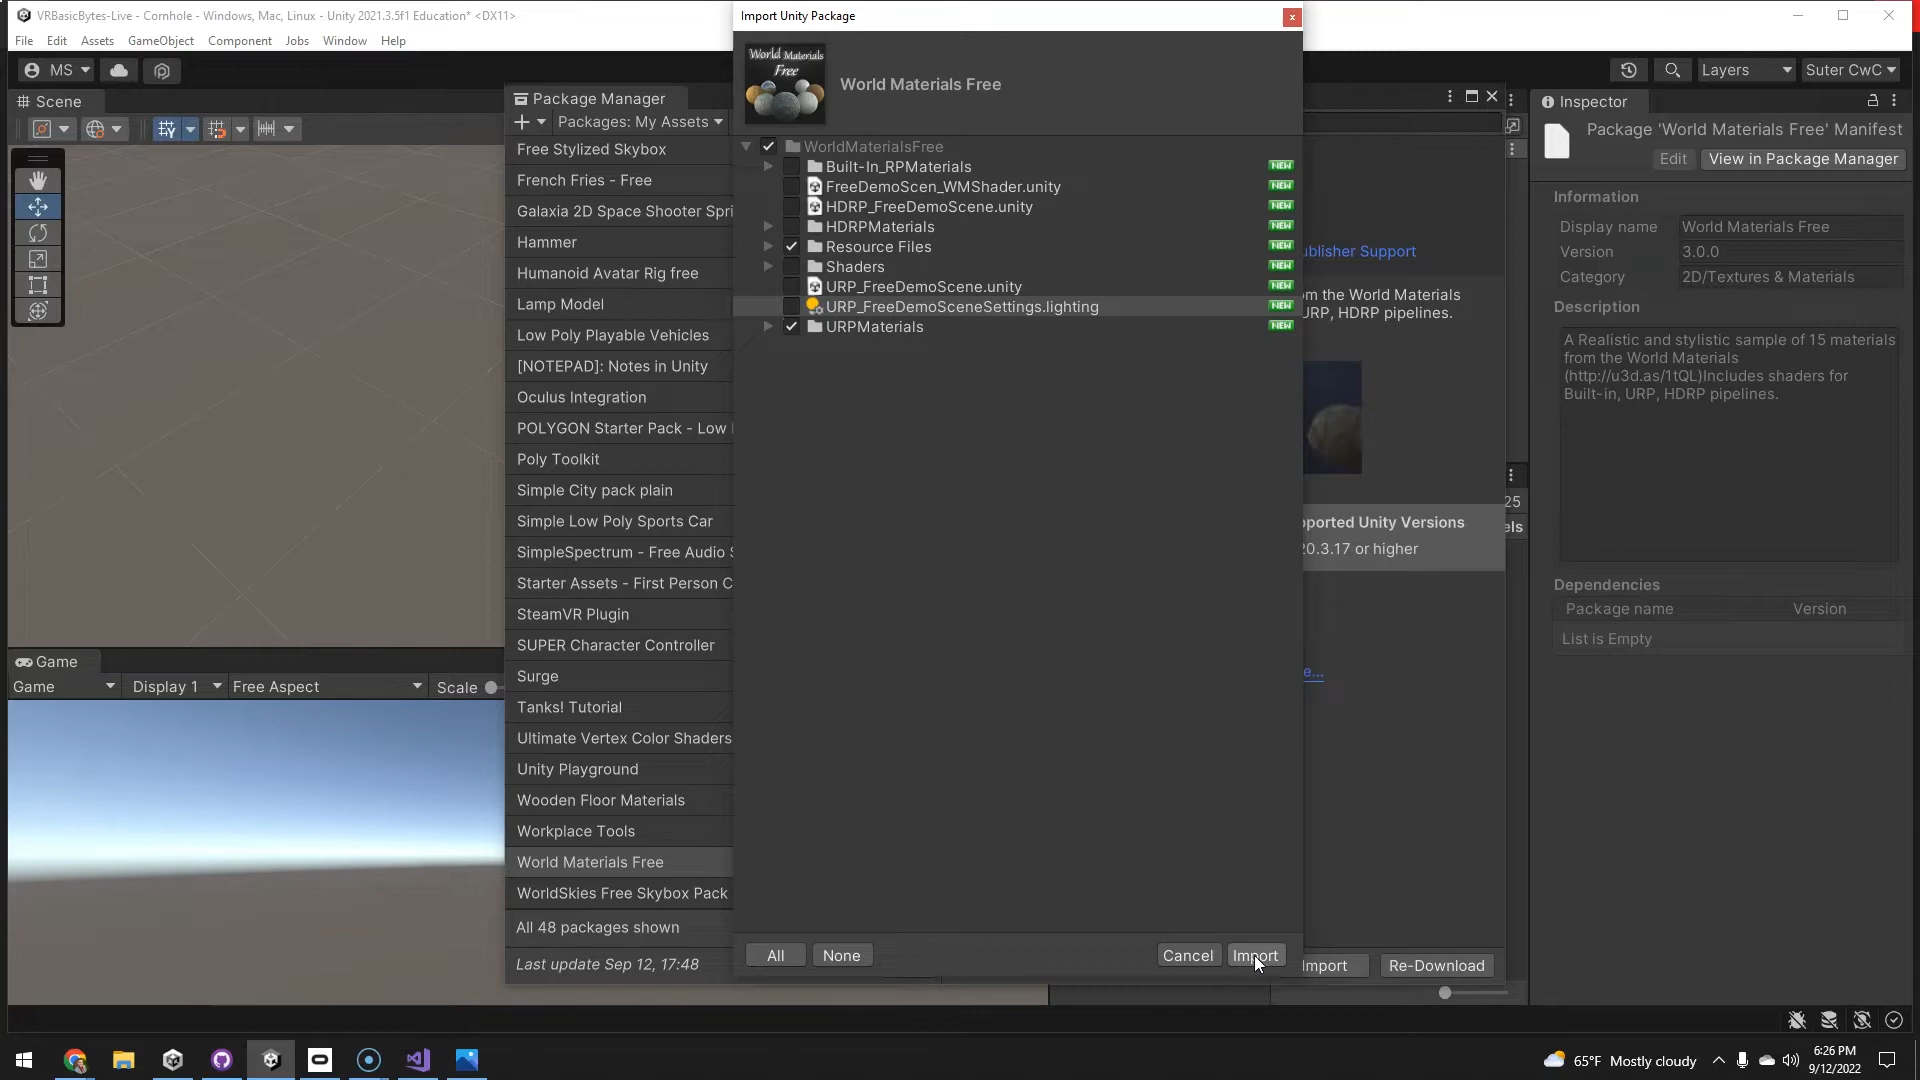 VRBasicBytes-Live - Cornhole - Windows, Mac, Linux - Unity 2021.3.5f1 Education* <DX11>
File Edit Assets GameObject Component Jobs Window Help
MS
Layers
Suter CwC
Scene
Package Manager
Packages: My Assets
Free Stylized Skybox
French Fries - Free
Galaxia 2D Space Shooter Spri
Hammer
Humanoid Avatar Rig free
Lamp Model
Low Poly Playable Vehicles
[NOTEPAD]: Notes in Unity
Oculus Integration
POLYGON Starter Pack - Low
Poly Toolkit
Simple City pack plain
Simple Low Poly Sports Car
SimpleSpectrum - Free Audio S
Starter Assets - First Person C
SteamVR Plugin
SUPER Character Controller
Surge
Tanks! Tutorial
Ultimate Vertex Color Shaders
Unity Playground
Wooden Floor Materials
Workplace Tools
World Materials Free
WorldSkies Free Skybox Pack
All 48 packages shown
Last update Sep 12, 17:48
Import Unity Package
World Materials Free
World Materials Free
WorldMaterialsFree
Built-In_RPMaterials NEW
FreeDemoScen_WMShader.unity NEW
HDRP_FreeDemoScene.unity NEW
HDRPMaterials NEW
Resource Files NEW
Shaders NEW
URP_FreeDemoScene.unity NEW
URP_FreeDemoSceneSettings.lighting NEW
URPMaterials NEW
All None Cancel Import
ublisher Support
om the World Materials
URP, HDRP pipelines.
ported Unity Versions
20.3.17 or higher
e...
Import Re-Download
25
els
Inspector
Package 'World Materials Free' Manifest
Edit View in Package Manager
Information
Display name World Materials Free
Version 3.0.0
Category 2D/Textures & Materials
Description
A Realistic and stylistic sample of 15 materials
from the World Materials
(http://u3d.as/1tQL)Includes shaders for
Built-in, URP, HDRP pipelines.
Dependencies
Package name Version
List is Empty
Game
Game Display 1 Free Aspect Scale
65°F Mostly cloudy
6:26 PM
9/12/2022